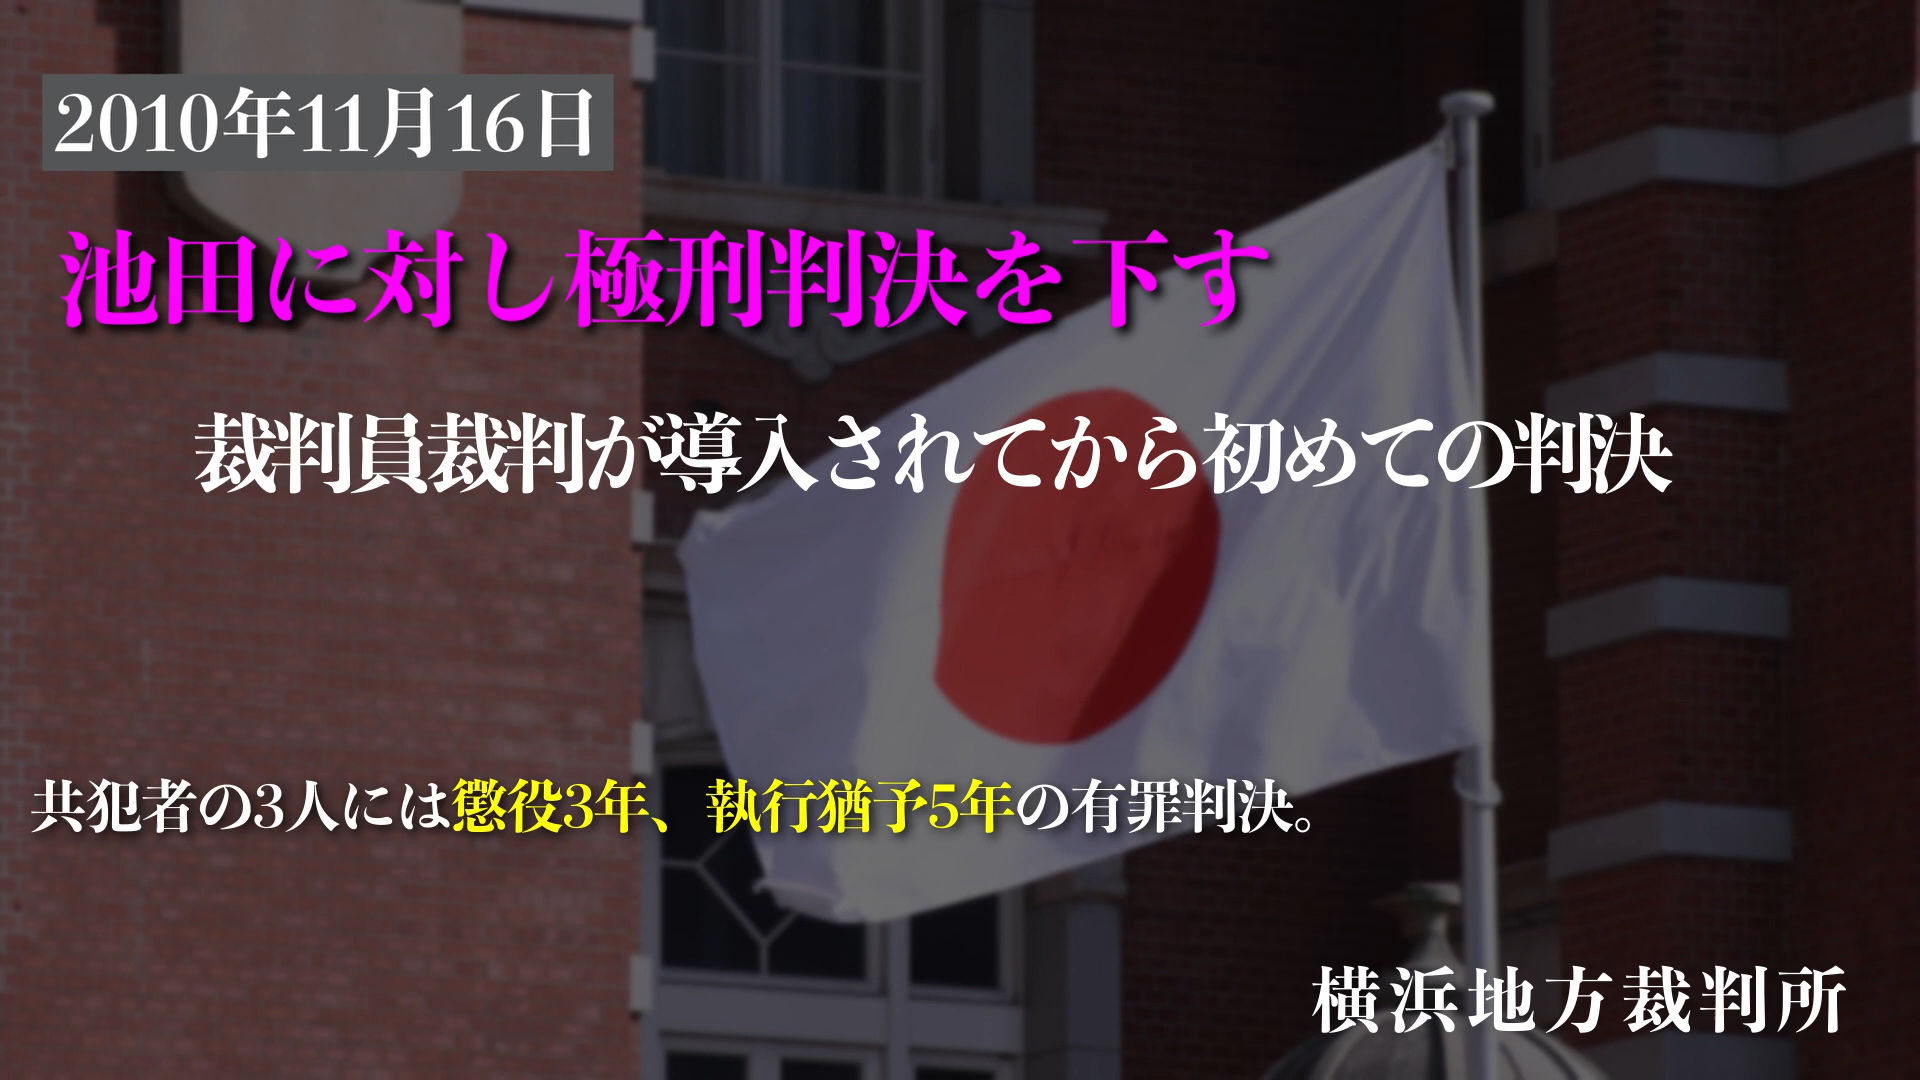 2010年11月16日
池田に対し極刑判決を下す
裁判員裁判が導入されてから初めての判決
共犯者の3人には懲役3年、執行猶予5年の有罪判決。
横浜地方裁判所